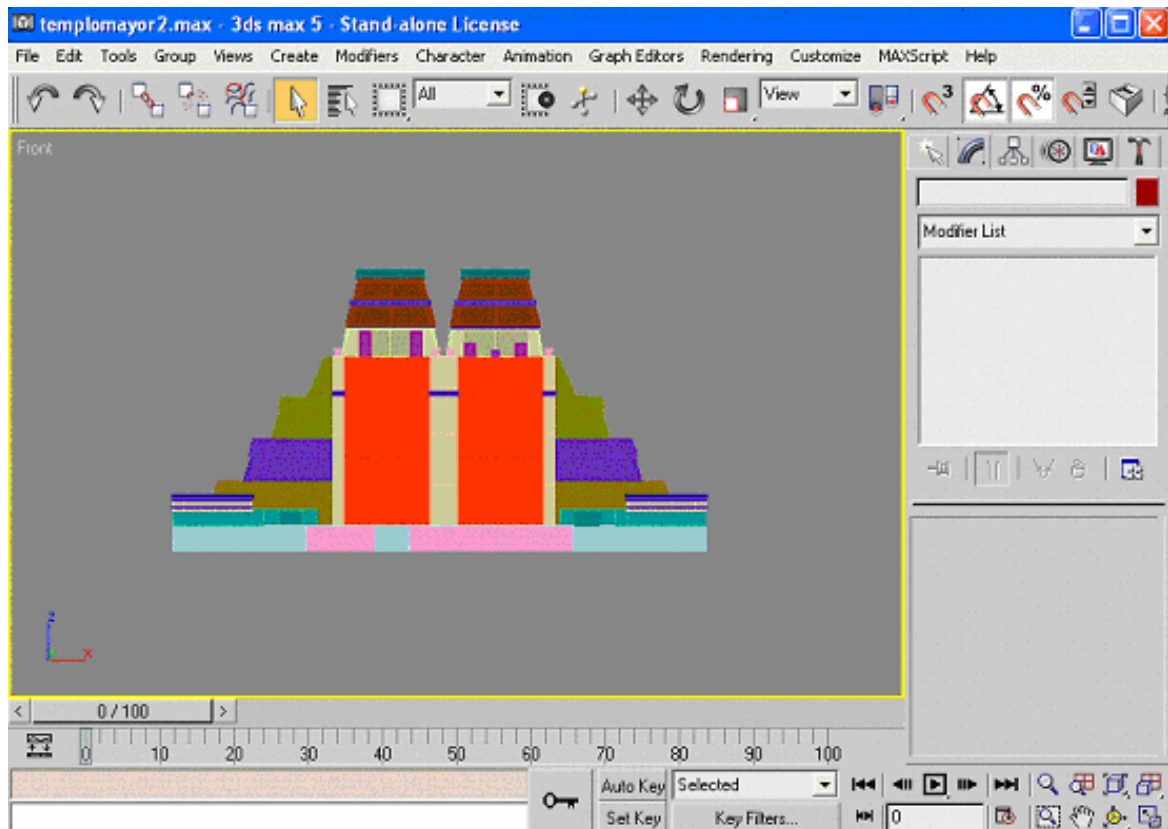 templomayor2.max - 3ds max 5 - Stand-alone License
File Edit Tools Group Views Create Modifiers Character Animation Graph Editors Rendering Customize MAXScript Help
All View 3 %
Front
Modifier List
z
x
< 0 / 100 >
0 10 20 30 40 50 60 70 80 90 100
Auto Key Selected
Set Key Key Filters... 0